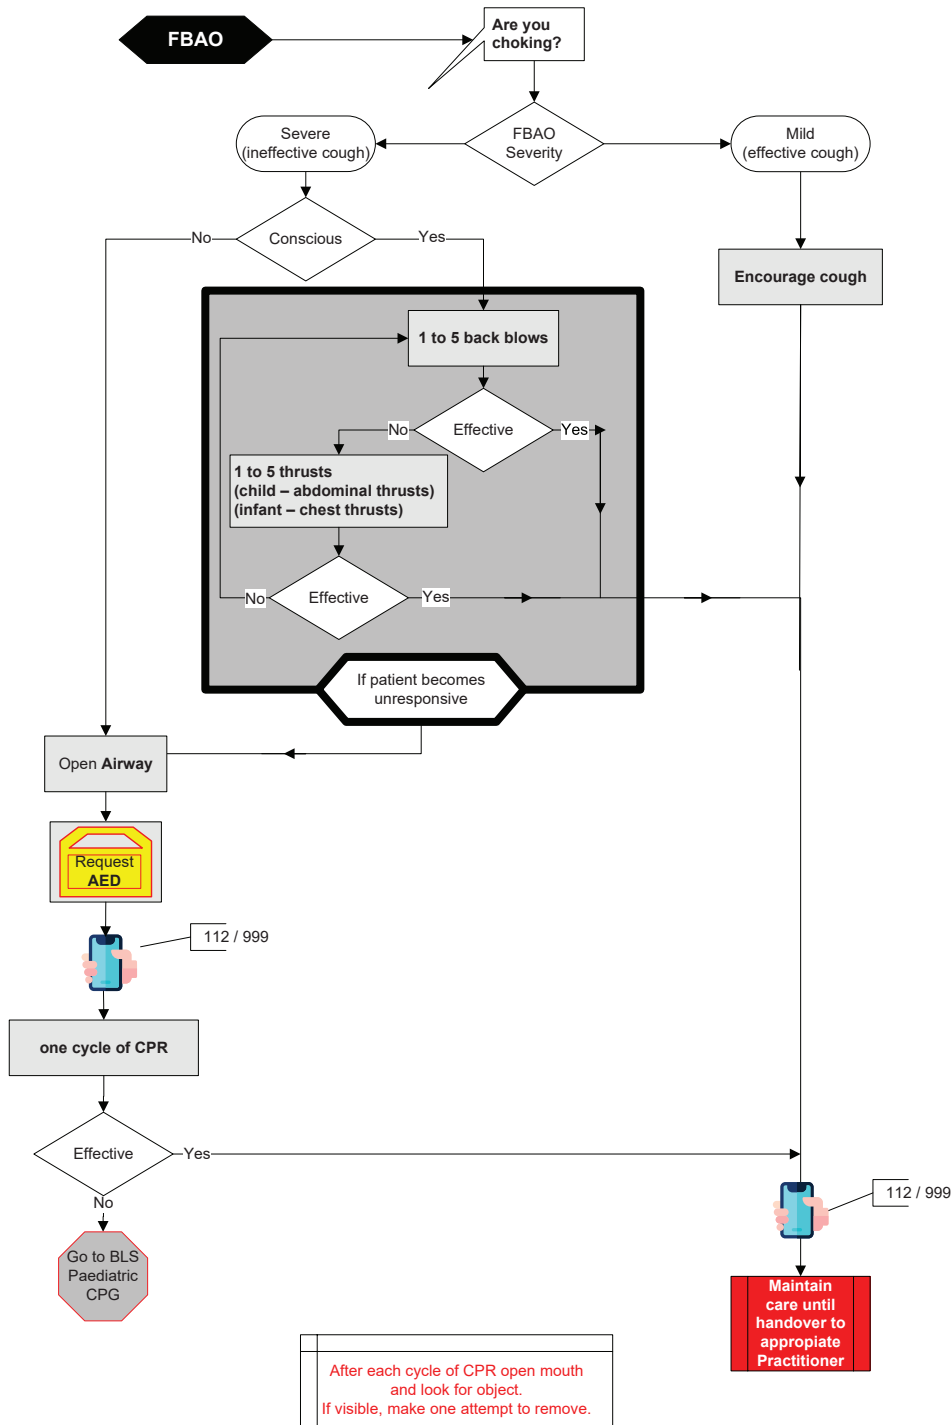 FBAO
Are you
choking?
Severe
(ineffective cough)
FBAO
Severity
Mild
(effective cough)
No
Conscious
Yes
Encourage cough
1 to 5 back blows
No
Effective
Yes
1 to 5 thrusts
(child – abdominal thrusts)
(infant – chest thrusts)
No
Effective
Yes
If patient becomes
unresponsive
Open Airway
Request
AED
112 / 999
one cycle of CPR
Effective
Yes
No
112 / 999
Go to BLS
Paediatric
CPG
Maintain
care until
handover to
appropiate
Practitioner
After each cycle of CPR open mouth
and look for object.
If visible, make one attempt to remove.